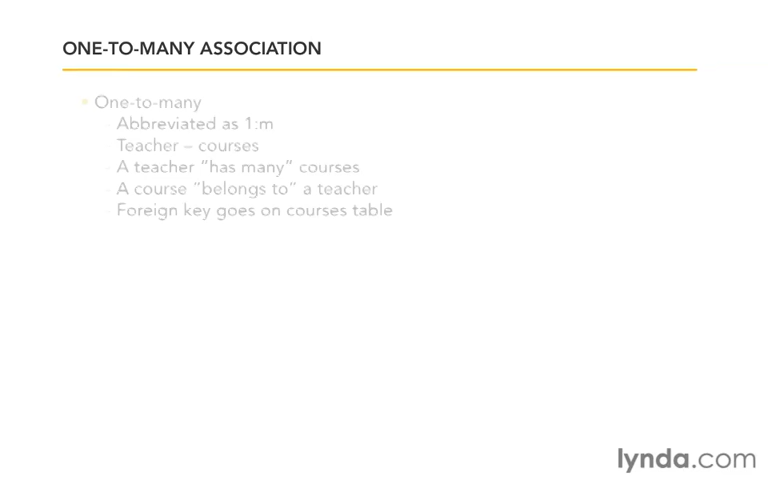 ONE-TO-MANY ASSOCIATION
• One-to-many
- Abbreviated as 1:m
Teacher – courses
- A teacher “has many” courses
- A course “belongs to” a teacher
- Foreign key goes on courses table
lynda.com